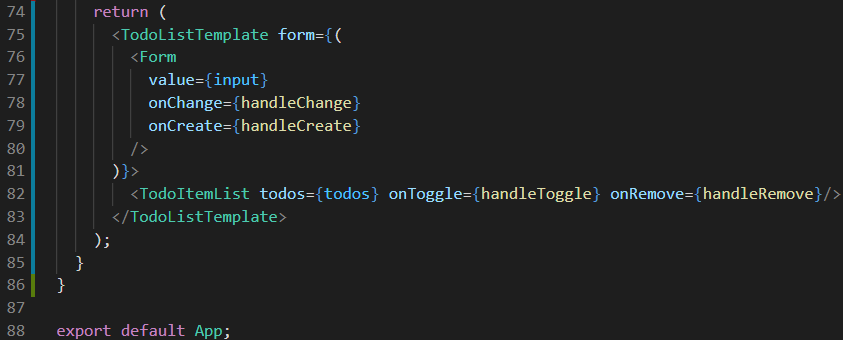 74 return (
75 <TodoListTemplate form={(
76 <Form
77 value={input}
78 onChange={handleChange}
79 onCreate={handleCreate}
80 />
81 )}>
82 <TodoItemList todos={todos} onToggle={handleToggle} onRemove={handleRemove}/>
83 </TodoListTemplate>
84 );
85 }
86 }
87
88 export default App;